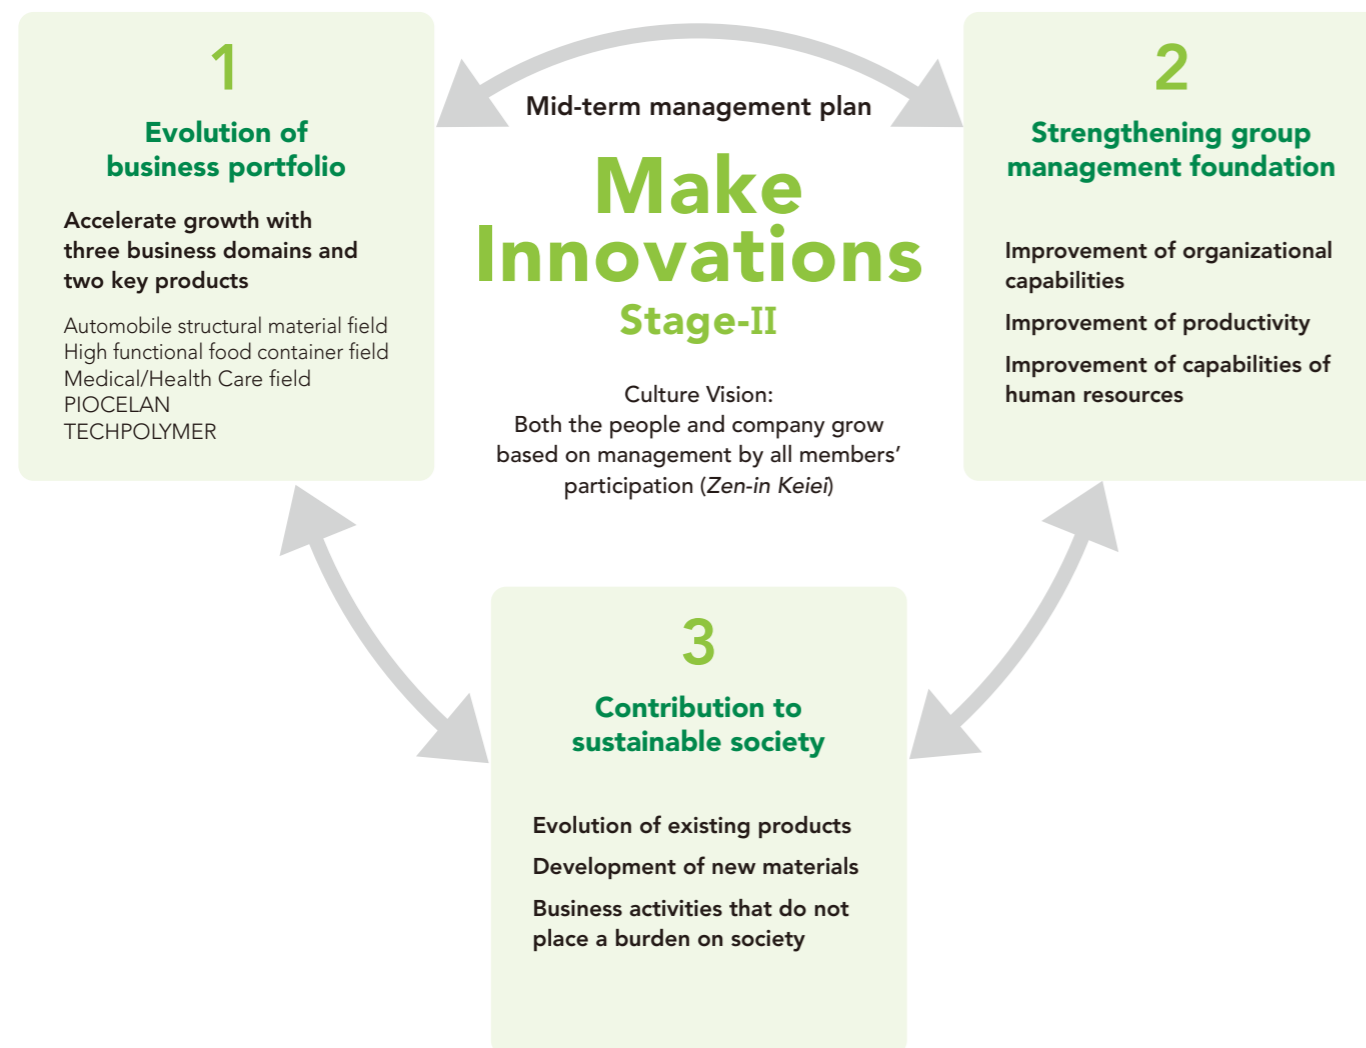 1
Evolution of
business portfolio
Accelerate growth with
three business domains and
two key products
Automobile structural material field
High functional food container field
Medical/Health Care field
PIOCELAN
TECHPOLYMER
Mid-term management plan
Make
Innovations
Stage-II
Culture Vision:
Both the people and company grow
based on management by all members’
participation (Zen-in Keiei)
2
Strengthening group
management foundation
Improvement of organizational
capabilities
Improvement of productivity
Improvement of capabilities of
human resources
3
Contribution to
sustainable society
Evolution of existing products
Development of new materials
Business activities that do not
place a burden on society